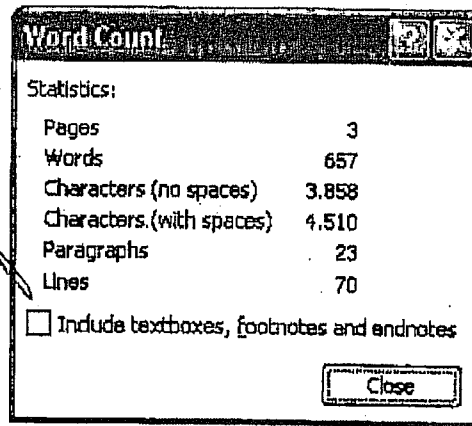 Word Count
Statistics:
Pages 3
Words 657
Characters (no spaces) 3.858
Characters (with spaces) 4.510
Paragraphs 23
Lines 70
Include textboxes, footnotes and endnotes
Close